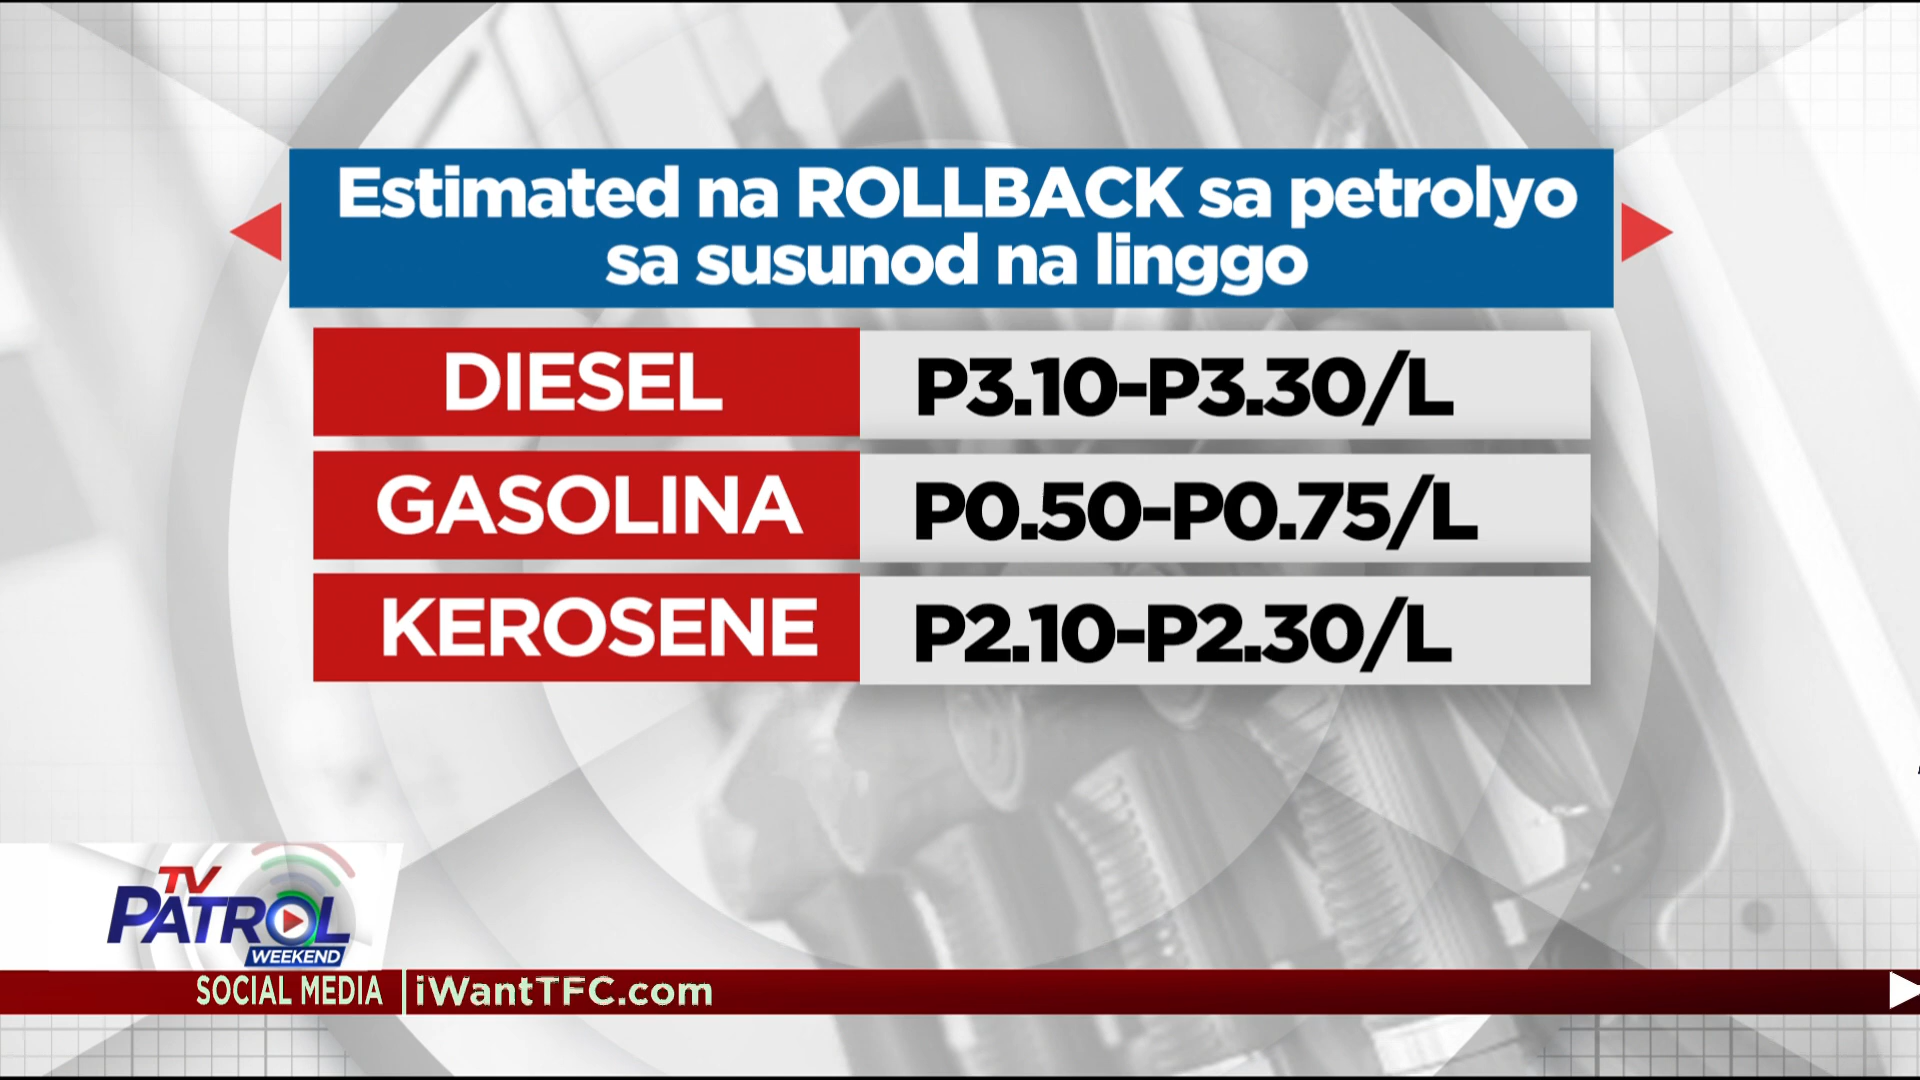 Estimated na ROLLBACK sa petrolyo
sa susunod na linggo
DIESEL P3.10-P3.30/L
GASOLINA P0.50-P0.75/L
KEROSENE P2.10-P2.30/L
TV
PATROL
WEEKEND
SOCIAL MEDIA iWantTFC.com